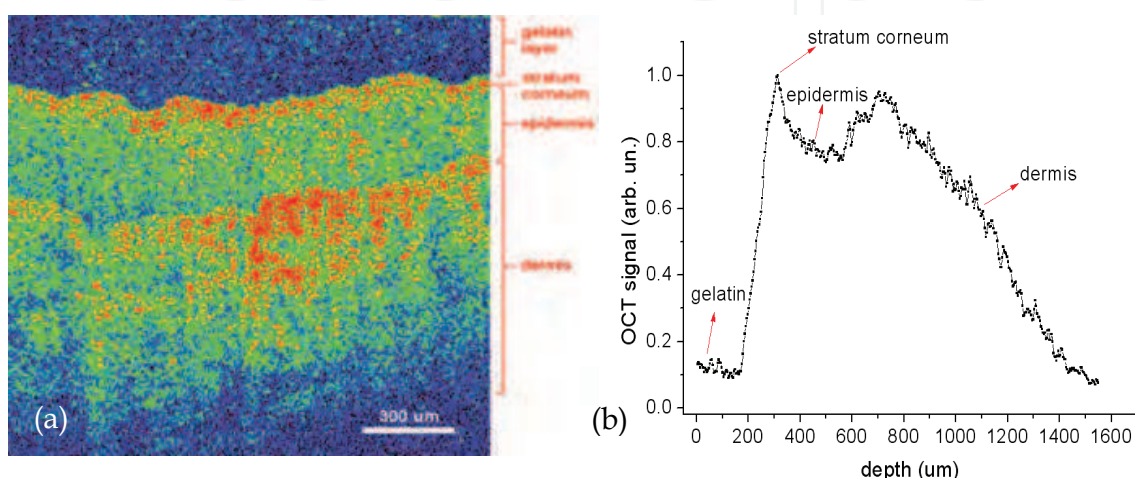 gelatin
layer
stratum
corneum
epidermis
dermis
300 um
(a)
stratum corneum
epidermis
dermis
gelatin
OCT signal (arb. un.)
1.0
0.8
0.6
0.4
0.2
0.0
0 200 400 600 800 1000 1200 1400 1600
depth (um)
(b)